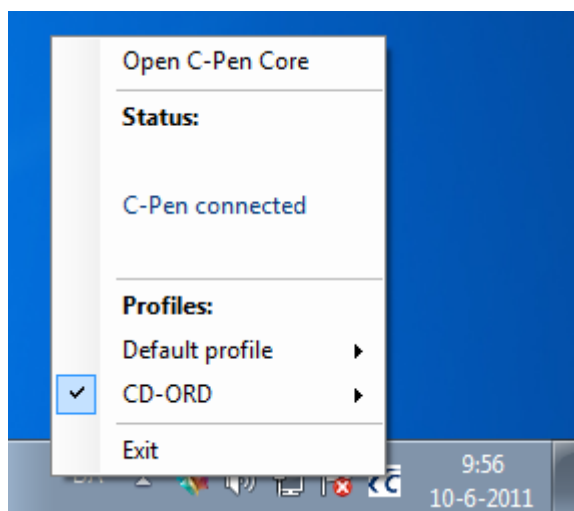 Open C-Pen Core
Status:
C-Pen connected
Profiles:
Default profile
CD-ORD
Exit
9:56
10-6-2011